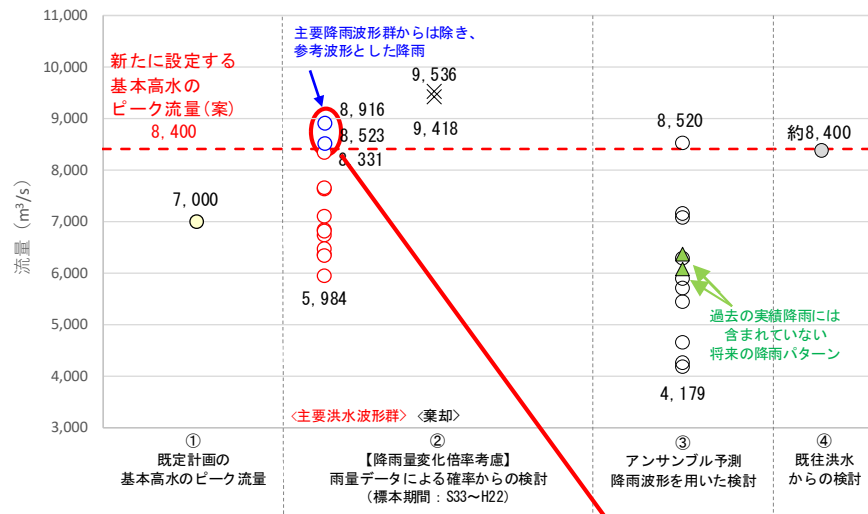 11,000
10,000
9,000
8,000
7,000
6,000
5,000
4,000
3,000
流量 (m³/s)
新たに設定する
基本高水の
ピーク流量(案)
8,400
7,000
主要降雨波形群からは除き、
参考波形とした降雨
8,916
8,523
8,331
5,984
9,536
9,418
8,520
4,179
約8,400
過去の実績降雨には
含まれていない
将来の降雨パターン
<主要洪水波形群> <棄却>
①
既定計画の
基本高水のピーク流量
②
【降雨量変化倍率考慮】
雨量データによる確率からの検討
(標本期間：S33～H22)
③
アンサンブル予測
降雨波形を用いた検討
④
既往洪水
からの検討